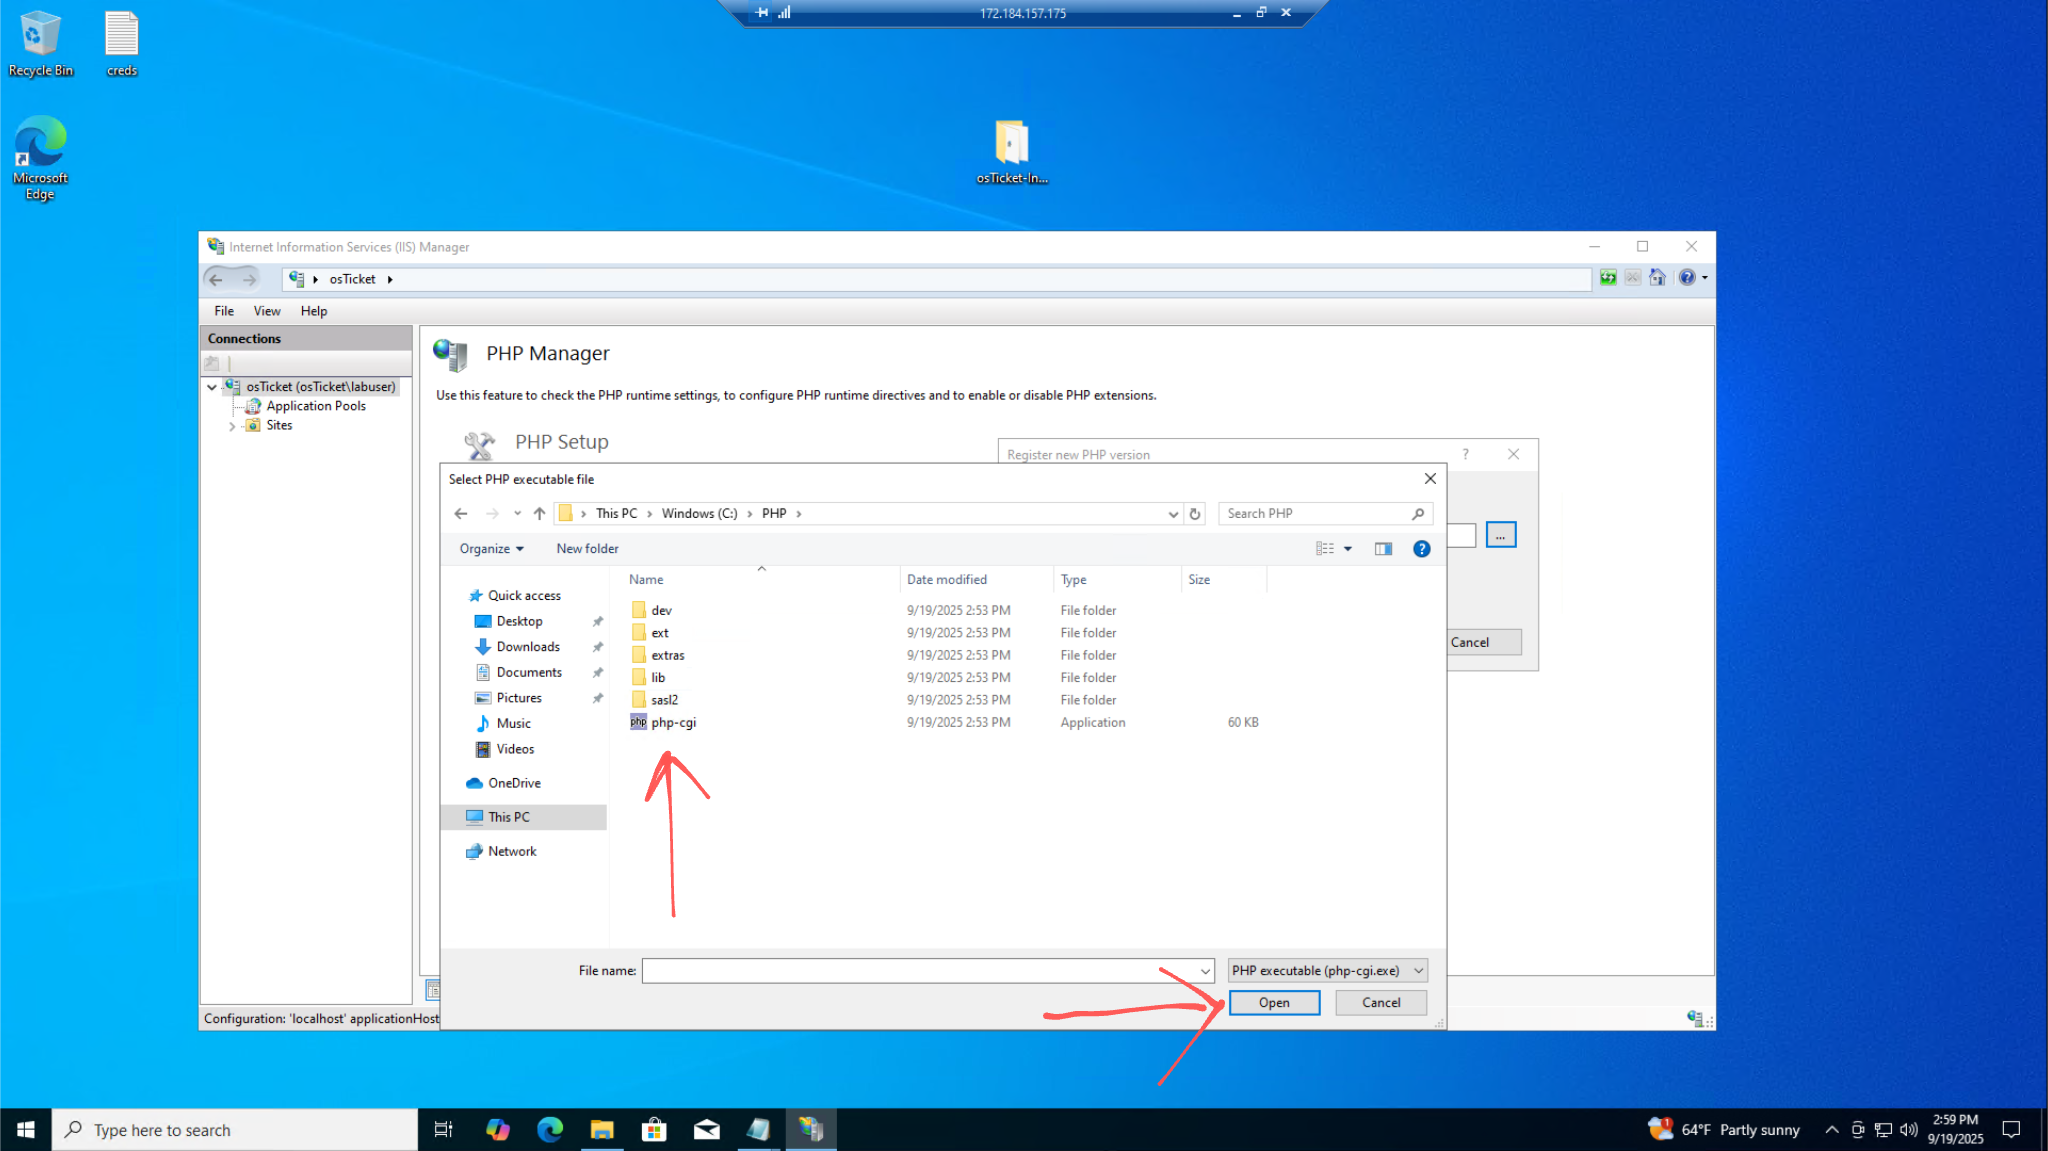 172.184.157.175
Recycle Bin
creds
Microsoft Edge
osTicket-In...
Internet Information Services (IIS) Manager
osTicket
File View Help
Connections
osTicket (osTicket\labuser)
Application Pools
Sites
PHP Manager
Use this feature to check the PHP runtime settings, to configure PHP runtime directives and to enable or disable PHP extensions.
PHP Setup
Register new PHP version ?
...
Cancel
Select PHP executable file
This PC Windows (C:) PHP
Search PHP
Organize New folder
Quick access
Desktop
Downloads
Documents
Pictures
Music
Videos
OneDrive
This PC
Network
Name Date modified Type Size
dev 9/19/2025 2:53 PM File folder
ext 9/19/2025 2:53 PM File folder
extras 9/19/2025 2:53 PM File folder
lib 9/19/2025 2:53 PM File folder
sasl2 9/19/2025 2:53 PM File folder
php php-cgi 9/19/2025 2:53 PM Application 60 KB
File name: PHP executable (php-cgi.exe)
Open Cancel
Configuration: 'localhost' applicationHost
Type here to search
1 64°F Partly sunny
2:59 PM
9/19/2025